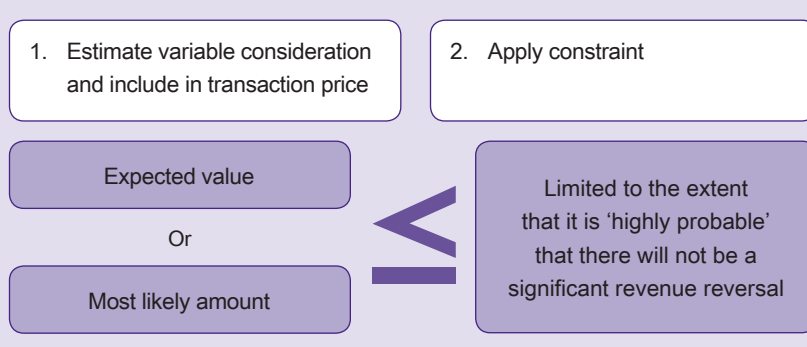 1. Estimate variable consideration
and include in transaction price
2. Apply constraint
Expected value
Or
Most likely amount
≤
Limited to the extent
that it is ‘highly probable’
that there will not be a
significant revenue reversal